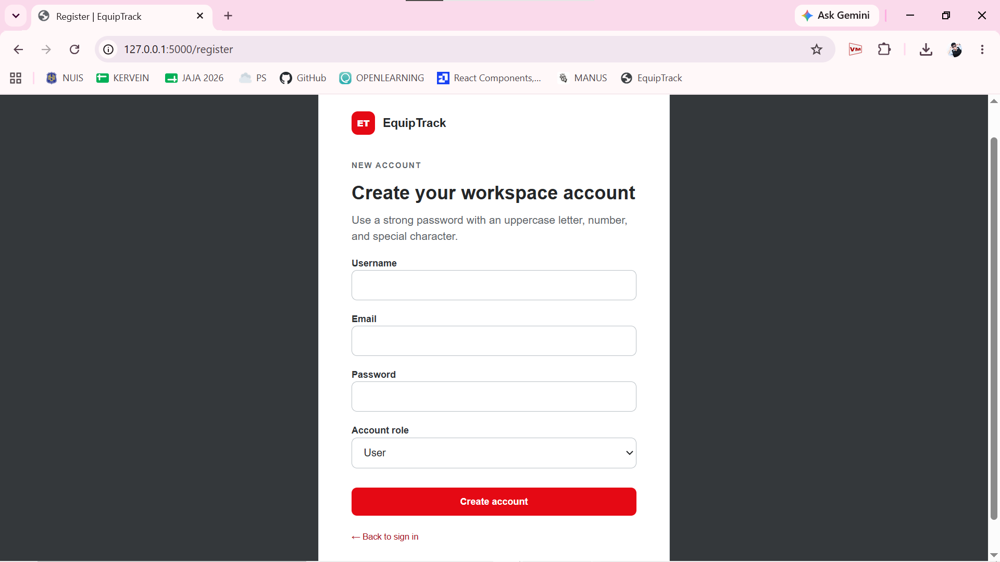 Register | EquipTrack
Ask Gemini
127.0.0.1:5000/register
VM
NUIS
KERVEIN
JAJA 2026
PS
GitHub
OPENLEARNING
React Components,...
MANUS
EquipTrack
ET
EquipTrack
NEW ACCOUNT
Create your workspace account
Use a strong password with an uppercase letter, number,
and special character.
Username
Email
Password
Account role
User
Create account
← Back to sign in